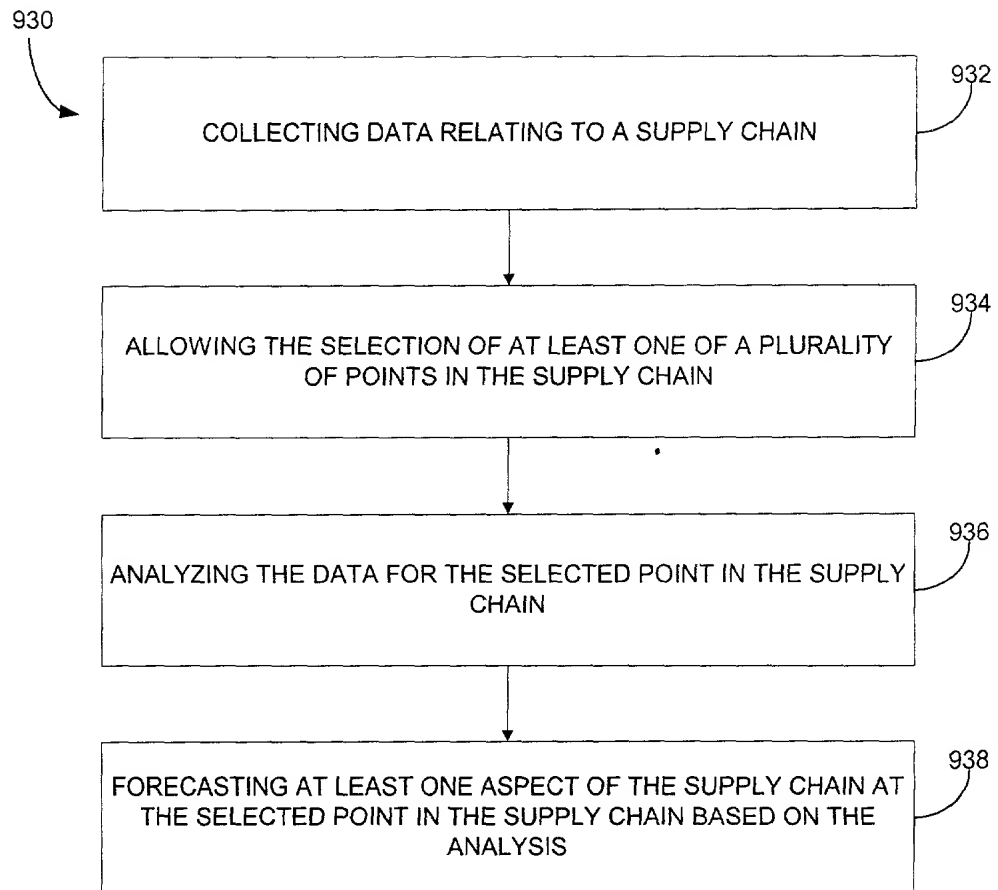 930
932
COLLECTING DATA RELATING TO A SUPPLY CHAIN
934
ALLOWING THE SELECTION OF AT LEAST ONE OF A PLURALITY
OF POINTS IN THE SUPPLY CHAIN
936
ANALYZING THE DATA FOR THE SELECTED POINT IN THE SUPPLY
CHAIN
938
FORECASTING AT LEAST ONE ASPECT OF THE SUPPLY CHAIN AT
THE SELECTED POINT IN THE SUPPLY CHAIN BASED ON THE
ANALYSIS